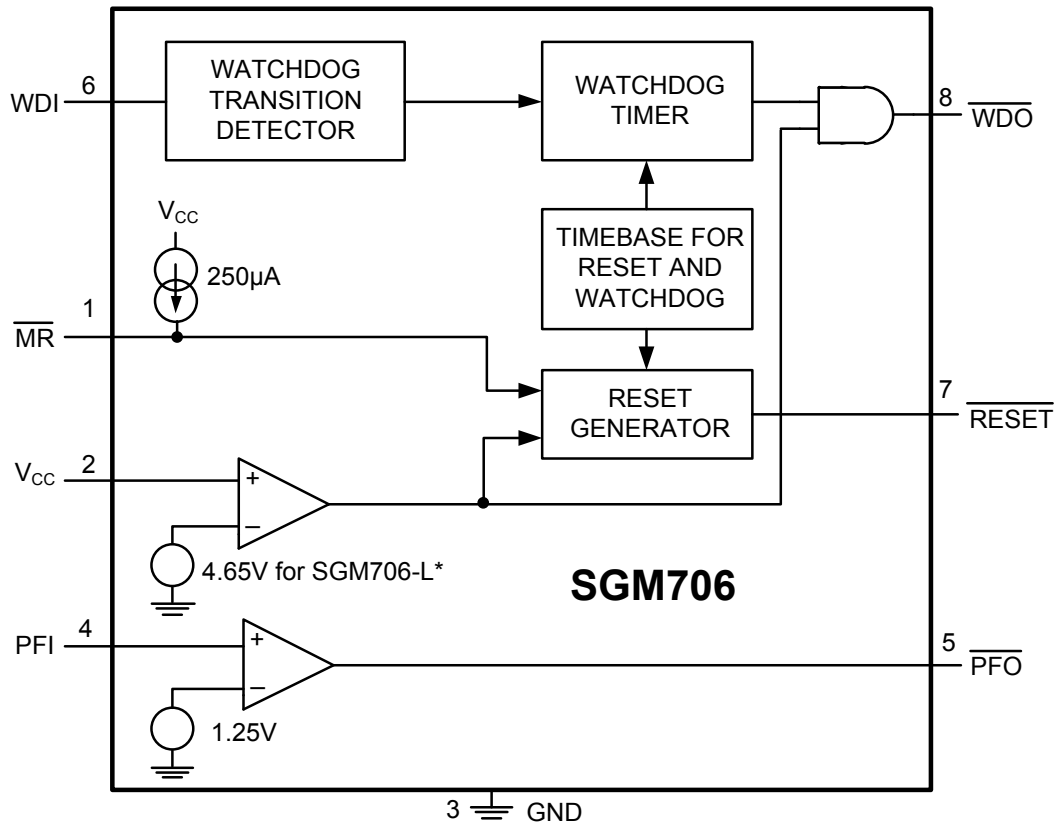 WATCHDOG
TRANSITION
DETECTOR
WATCHDOG
TIMER
6
WDI
8
WDO
VCC
250µA
TIMEBASE FOR
RESET AND
WATCHDOG
1
MR
RESET
GENERATOR
7
RESET
2
VCC
+
−
4.65V for SGM706-L*
SGM706
4
PFI
+
−
5
PFO
1.25V
3
GND